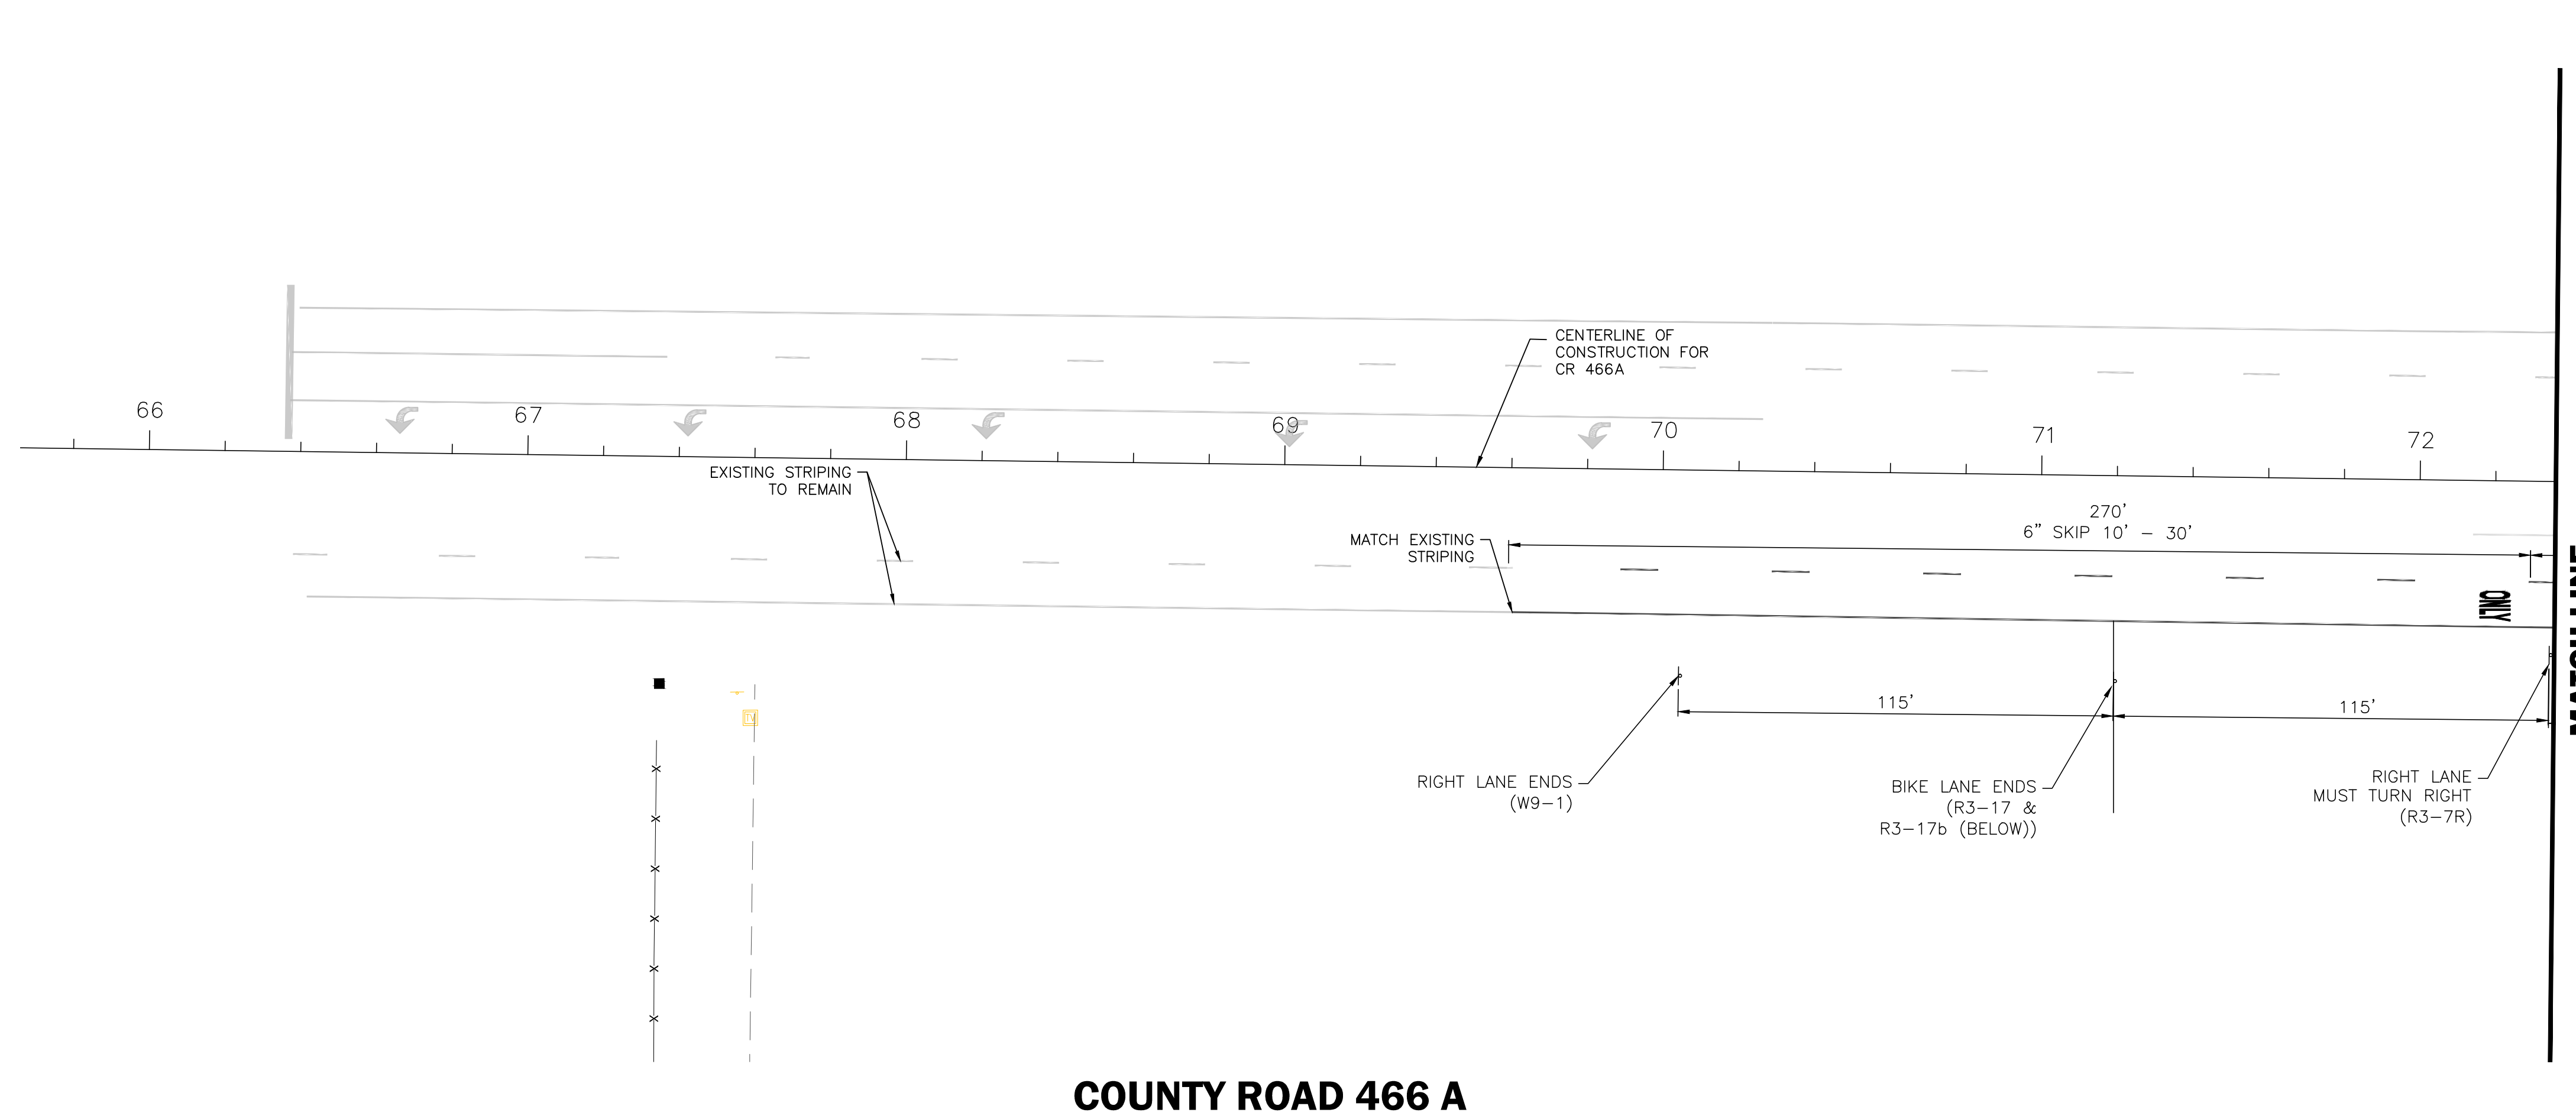 CENTERLINE OF
CONSTRUCTION FOR
CR 466A
66
67
68
69
70
71
72
EXISTING STRIPING
TO REMAIN
270'
6" SKIP 10' - 30'
MATCH EXISTING
STRIPING
ONLY
TV
115'
115'
RIGHT LANE ENDS
(W9-1)
BIKE LANE ENDS
(R3-17 &
R3-17b (BELOW))
RIGHT LANE
MUST TURN RIGHT
(R3-7R)
COUNTY ROAD 466 A